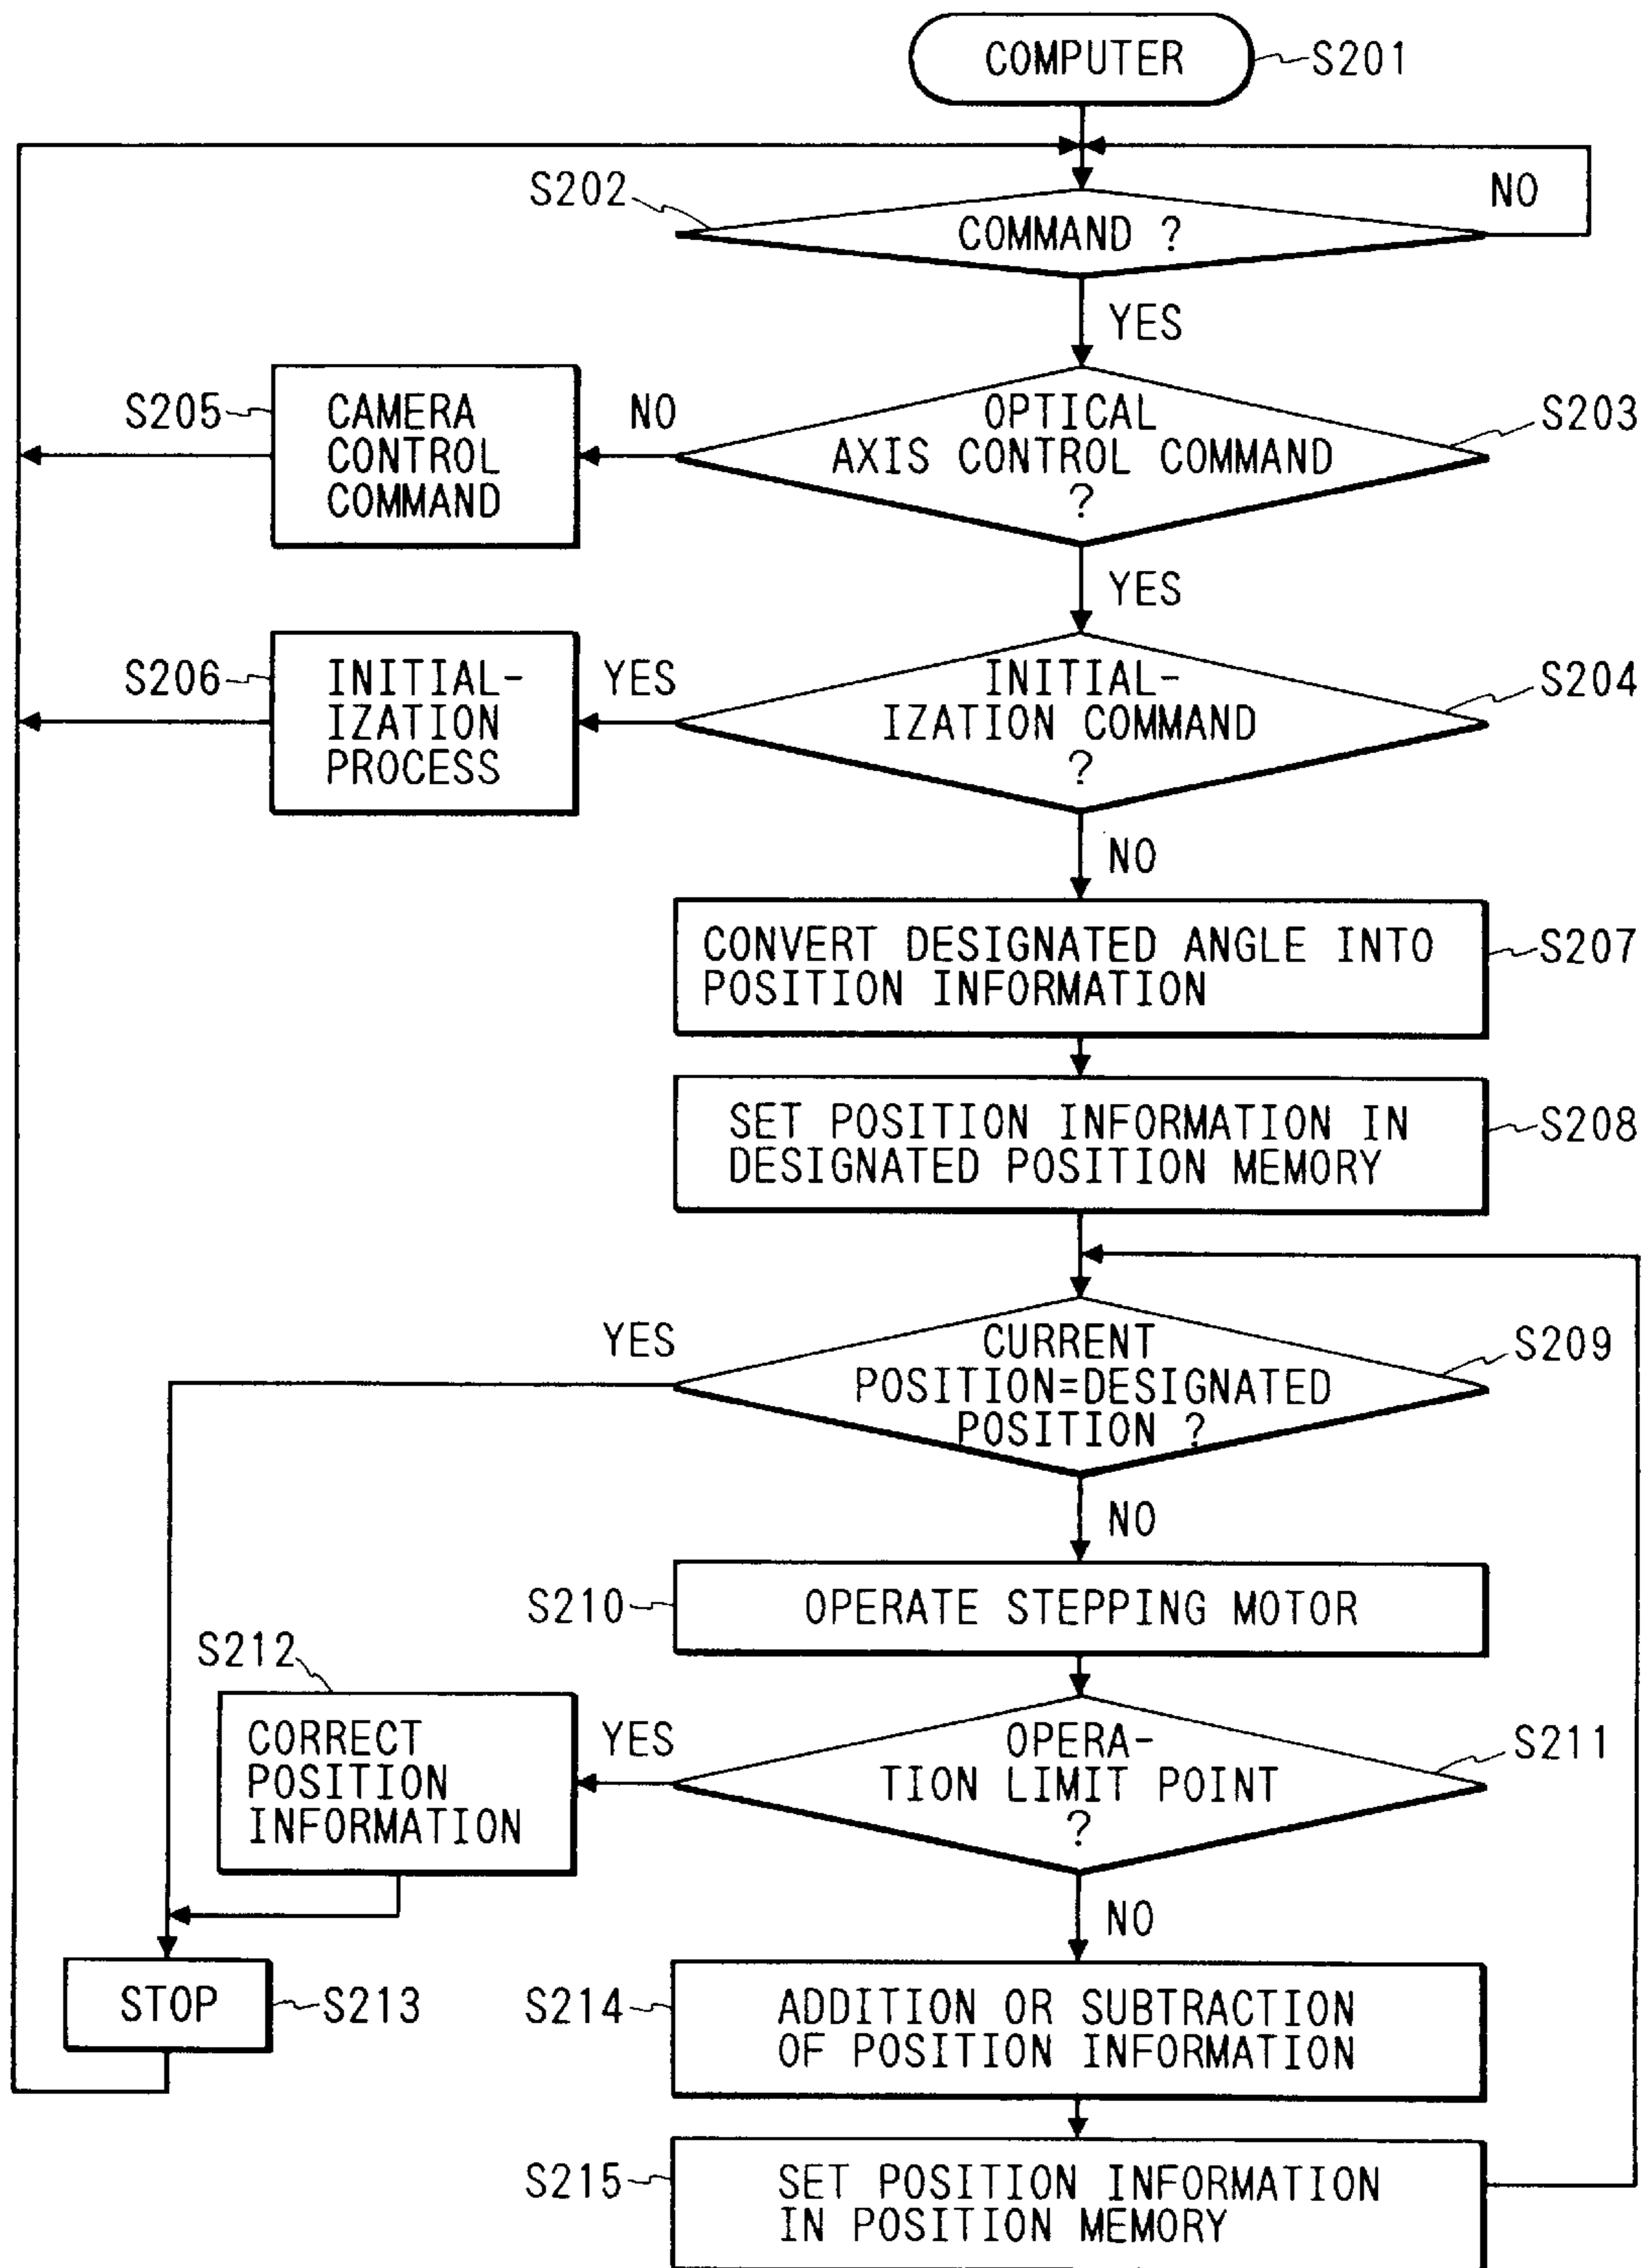 COMPUTER
S201
S202
COMMAND ?
NO
YES
S205
CAMERA
CONTROL
COMMAND
NO
OPTICAL
AXIS CONTROL COMMAND
?
S203
YES
S206
INITIAL-
IZATION
PROCESS
YES
INITIAL-
IZATION COMMAND
?
S204
NO
CONVERT DESIGNATED ANGLE INTO
POSITION INFORMATION
S207
SET POSITION INFORMATION IN
DESIGNATED POSITION MEMORY
S208
YES
CURRENT
POSITION=DESIGNATED
POSITION ?
S209
NO
S210
OPERATE STEPPING MOTOR
S212
CORRECT
POSITION
INFORMATION
YES
OPERA-
TION LIMIT POINT
?
S211
NO
STOP
S213
S214
ADDITION OR SUBTRACTION
OF POSITION INFORMATION
S215
SET POSITION INFORMATION
IN POSITION MEMORY